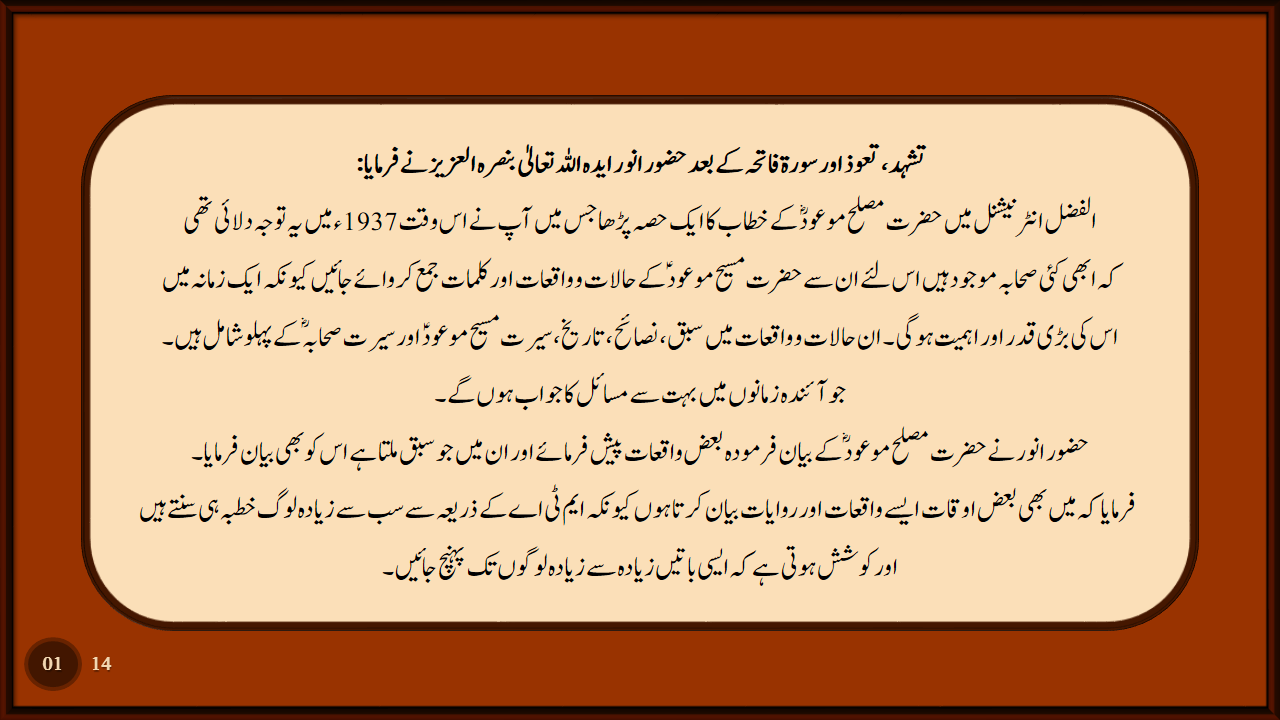 تشہد، تعوذ اور سورۃ فاتحہ کے بعد حضور انور ایدہ اللہ تعالیٰ بنصرہ العزیز نے فرمایا:
الفضل انٹر نیشنل میں حضرت مصلح موعودؓ کے خطاب کا ایک حصہ پڑھا جس میں آپ نے اس وقت 1937ء میں یہ توجہ دلائی تھی
کہ ابھی کئی صحابہ موجود ہیں اس لئے ان سے حضرت مسیح موعودؑ کے حالات و واقعات اور کلمات جمع کروائے جائیں کیونکہ ایک زمانہ میں
اس کی بڑی قدر اور اہمیت ہوگی۔ ان حالات و واقعات میں سبق، نصائح، تاریخ، سیرت مسیح موعودؑ اور سیرت صحابہؓ کے پہلو شامل ہیں۔
جو آئندہ زمانوں میں بہت سے مسائل کا جواب ہوں گے۔
حضور انور نے حضرت مصلح موعودؓ کے بیان فرمودہ بعض واقعات پیش فرمائے اور ان میں جو سبق ملتا ہے اس کو بھی بیان فرمایا۔
فرمایا کہ میں بھی بعض اوقات ایسے واقعات اور روایات بیان کرتا ہوں کیونکہ ایم ٹی اے کے ذریعہ سے سب سے زیادہ لوگ خطبہ ہی سنتے ہیں
اور کوشش ہوتی ہے کہ ایسی باتیں زیادہ سے زیادہ لوگوں تک پہنچ جائیں۔
01 14